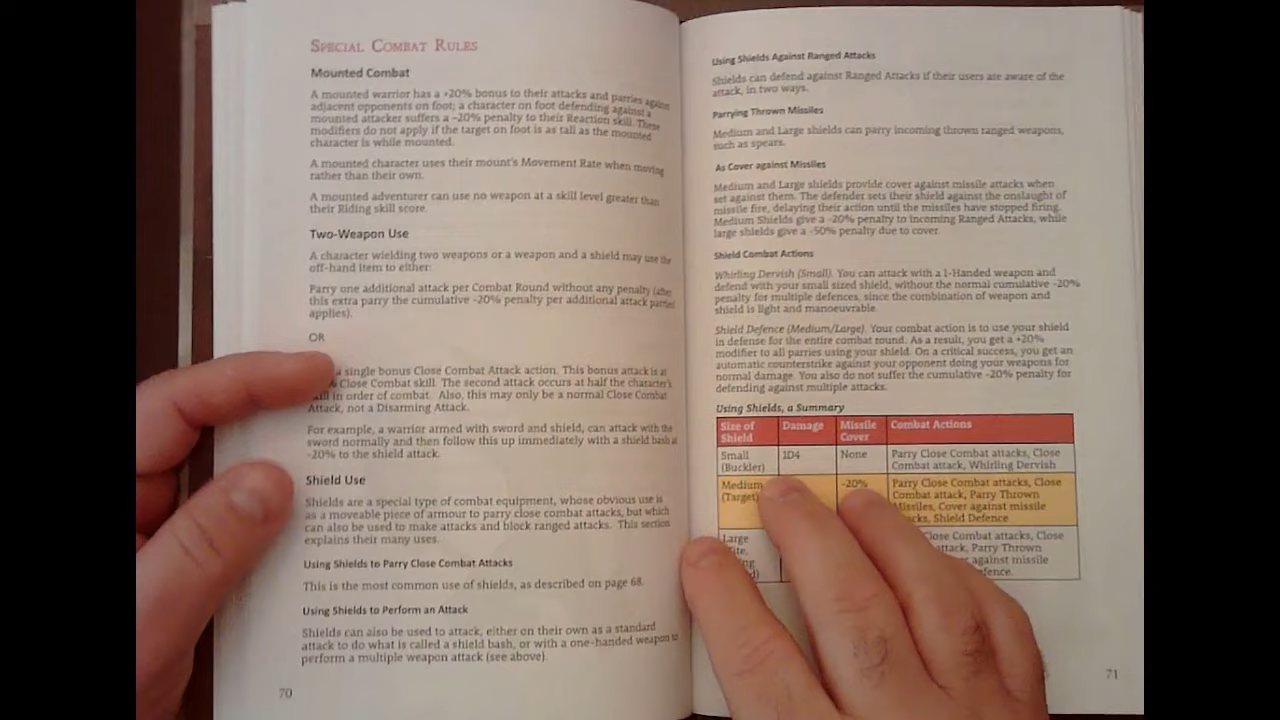 SPECIAL COMBAT RULES
Mounted Combat
A mounted warrior has a +20% bonus to their attacks and parries against
adjacent opponents on foot; a character on foot defending against a
mounted attacker suffers a -20% penalty to their Reaction skill. These
modifiers do not apply if the target on foot is as tall as the mounted
character is while mounted.
A mounted character uses their mount's Movement Rate when moving
rather than their own.
A mounted adventurer can use no weapon at a skill level greater than
their Riding skill score.
Two-Weapon Use
A character wielding two weapons or a weapon and a shield may use the
off-hand item to either:
Parry one additional attack per Combat Round without any penalty (after
this extra parry the cumulative -20% penalty per additional attack parried
applies).
OR
a single bonus Close Combat Attack action. This bonus attack is at
Close Combat skill. The second attack occurs at half the character's
in order of combat. Also, this may only be a normal Close Combat
Attack, not a Disarming Attack.
For example, a warrior armed with sword and shield, can attack with the
sword normally and then follow this up immediately with a shield bash at
-20% to the shield attack.
Shield Use
Shields are a special type of combat equipment, whose obvious use is
as a moveable piece of armour to parry close combat attacks, but which
can also be used to make attacks and block ranged attacks. This section
explains their many uses.
Using Shields to Parry Close Combat Attacks
This is the most common use of shields, as described on page 68.
Using Shields to Perform an Attack
Shields can also be used to attack, either on their own as a standard
attack to do what is called a shield bash, or with a one-handed weapon to
perform a multiple weapon attack (see above).
70
Using Shields Against Ranged Attacks
Shields can defend against Ranged Attacks if their users are aware of the
attack, in two ways.
Parrying Thrown Missiles
Medium and Large shields can parry incoming thrown ranged weapons,
such as spears.
As Cover against Missiles
Medium and Large shields provide cover against missile attacks when
set against them. The defender sets their shield against the onslaught of
missile fire, delaying their action until the missiles have stopped firing.
Medium Shields give a -20% penalty to incoming Ranged Attacks, while
large shields give a -50% penalty due to cover.
Shield Combat Actions
Whirling Dervish (Small). You can attack with a 1-Handed weapon and
defend with your small sized shield, without the normal cumulative -20%
penalty for multiple defences, since the combination of weapon and
shield is light and manoeuvrable.
Shield Defence (Medium/Large). Your combat action is to use your shield
in defense for the entire combat round. As a result, you get a +20%
modifier to all parries using your shield. On a critical success, you get an
automatic counterstrike against your opponent doing your weapons for
normal damage. You also do not suffer the cumulative -20% penalty for
defending against multiple attacks.
Using Shields, a Summary
Size of Shield Damage Missile Cover Combat Actions
Small (Buckler) 1D4 None Parry Close Combat attacks, Close
Combat attack, Whirling Dervish
Medium (Target) -20% Parry Close Combat attacks, Close
Combat attack, Parry Thrown
Missiles, Cover against missile
Shield Defence
Large
Close Combat attacks, Close
attack, Parry Thrown
against missile
71